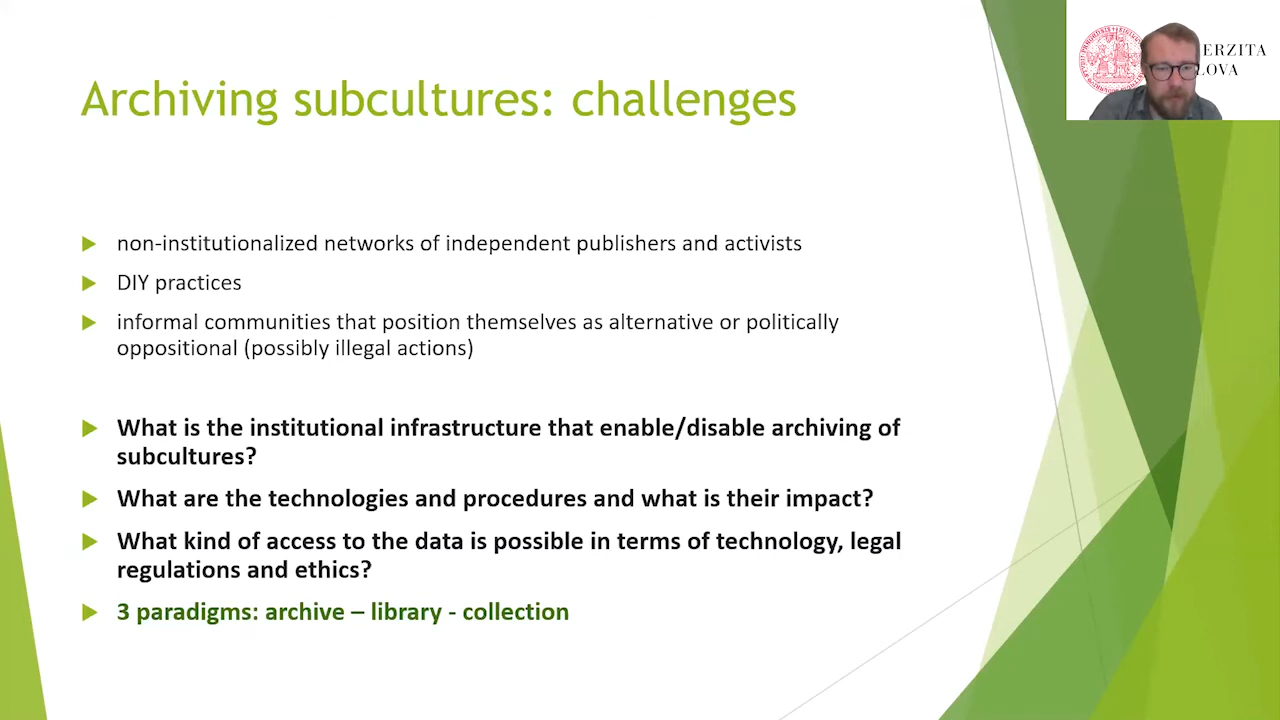 ERZITA
LOVA
Archiving subcultures: challenges
non-institutionalized networks of independent publishers and activists
DIY practices
informal communities that position themselves as alternative or politically
oppositional (possibly illegal actions)
What is the institutional infrastructure that enable/disable archiving of
subcultures?
What are the technologies and procedures and what is their impact?
What kind of access to the data is possible in terms of technology, legal
regulations and ethics?
3 paradigms: archive – library - collection